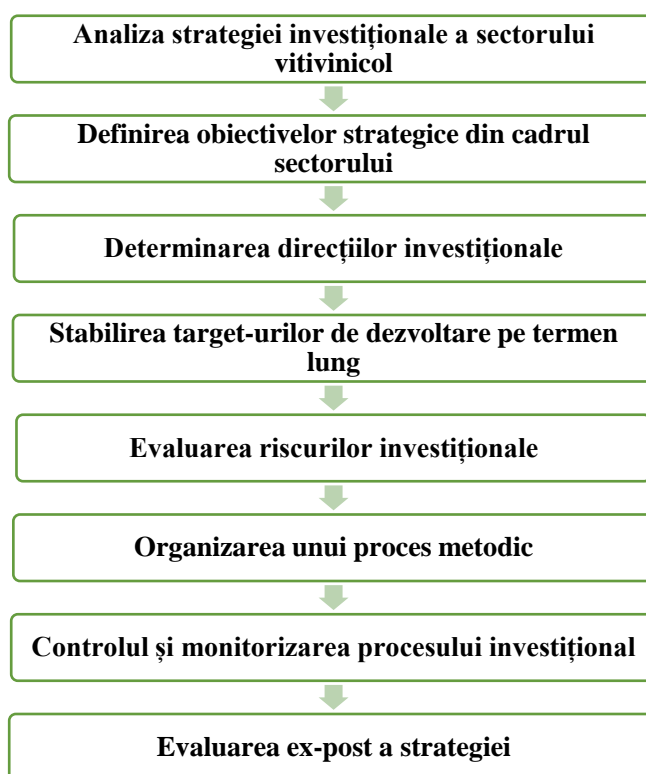 Analiza strategiei investiționale a sectorului
vitivinicol
Definirea obiectivelor strategice din cadrul
sectorului
Determinarea direcțiilor investiționale
Stabilirea target-urilor de dezvoltare pe termen
lung
Evaluarea riscurilor investiționale
Organizarea unui proces metodic
Controlul și monitorizarea procesului investițional
Evaluarea ex-post a strategiei